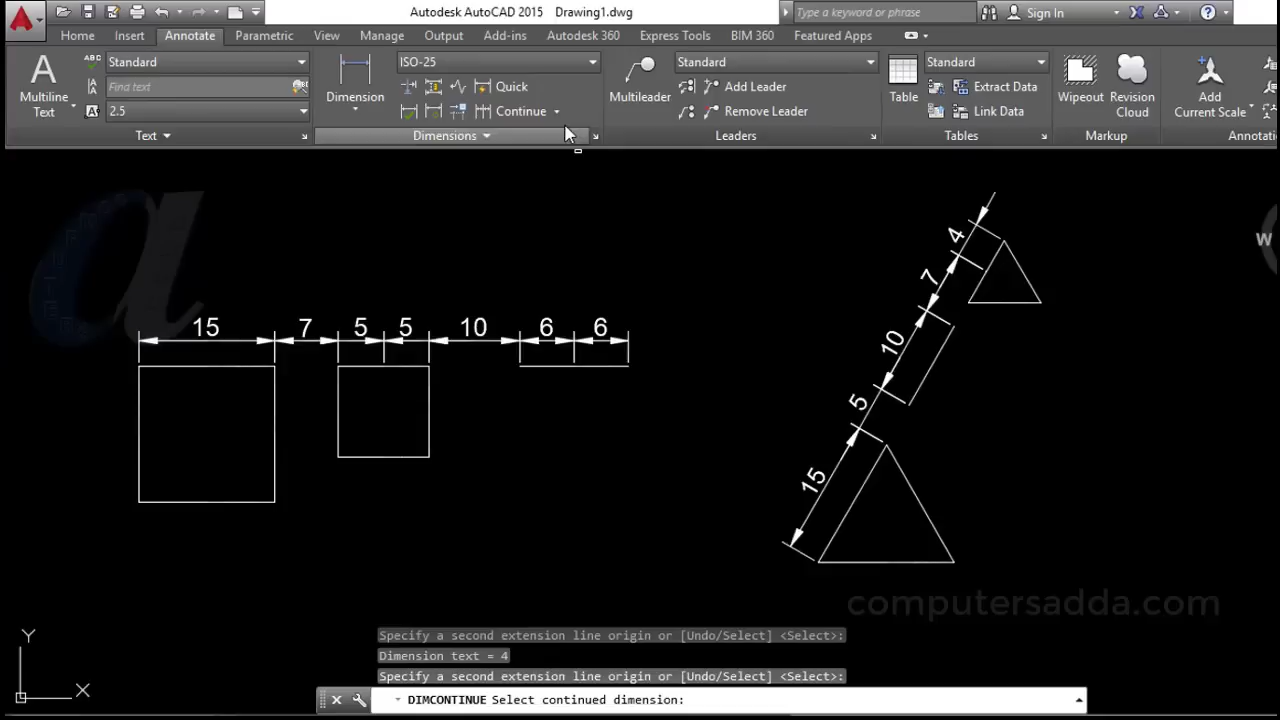 Autodesk AutoCAD 2015 Drawing1.dwg
Type a keyword or phrase
Sign In
Home Insert Annotate Parametric View Manage Output Add-ins Autodesk 360 Express Tools BIM 360 Featured Apps
Standard
ISO-25
Standard
Standard
ABC
Find text
Quick
Add Leader
Extract Data
Multiline
Text
2.5
Dimension
Continue
Multileader
Remove Leader
Table
Link Data
Wipeout
Revision
Cloud
Add
Current Scale
Text
Dimensions
Leaders
Tables
Markup
Annotati
W
4
7
10
5
15
15 7 5 5 10 6 6
computersadda.com
Y
X
Specify a second extension line origin or [Undo/Select] <Select>:
Dimension text = 4
Specify a second extension line origin or [Undo/Select] <Select>:
DIMCONTINUE Select continued dimension: